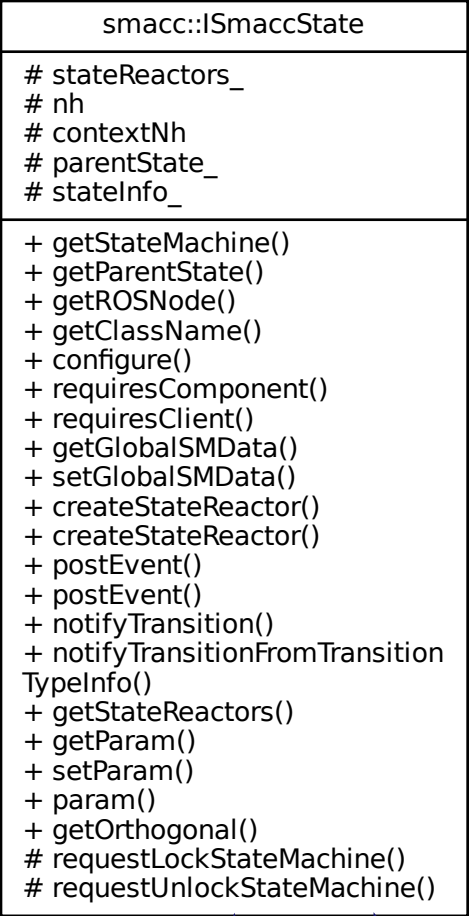 smacc::ISmaccState
# stateReactors_
# nh
# contextNh
# parentState_
# stateInfo_
+ getStateMachine()
+ getParentState()
+ getROSNode()
+ getClassName()
+ configure()
+ requiresComponent()
+ requiresClient()
+ getGlobalSMData()
+ setGlobalSMData()
+ createStateReactor()
+ createStateReactor()
+ postEvent()
+ postEvent()
+ notifyTransition()
+ notifyTransitionFromTransition
TypeInfo()
+ getStateReactors()
+ getParam()
+ setParam()
+ param()
+ getOrthogonal()
# requestLockStateMachine()
# requestUnlockStateMachine()